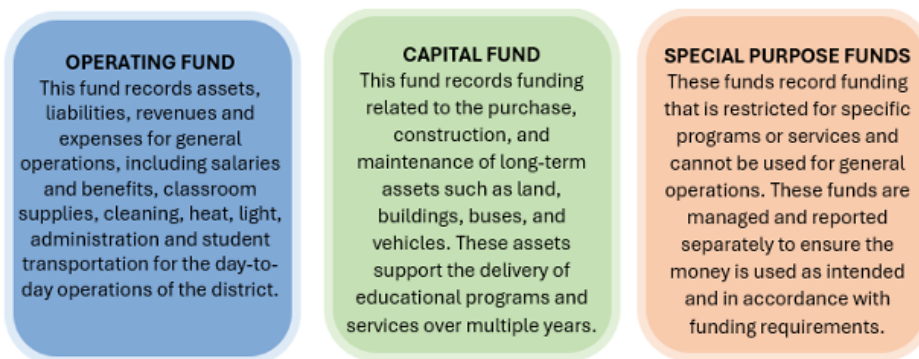 OPERATING FUND
This fund records assets,
liabilities, revenues and
expenses for general
operations, including salaries
and benefits, classroom
supplies, cleaning, heat, light,
administration and student
transportation for the day-to-
day operations of the district.
CAPITAL FUND
This fund records funding
related to the purchase,
construction, and
maintenance of long-term
assets such as land,
buildings, buses, and
vehicles. These assets
support the delivery of
educational programs and
services over multiple years.
SPECIAL PURPOSE FUNDS
These funds record funding
that is restricted for specific
programs or services and
cannot be used for general
operations. These funds are
managed and reported
separately to ensure the
money is used as intended
and in accordance with
funding requirements.